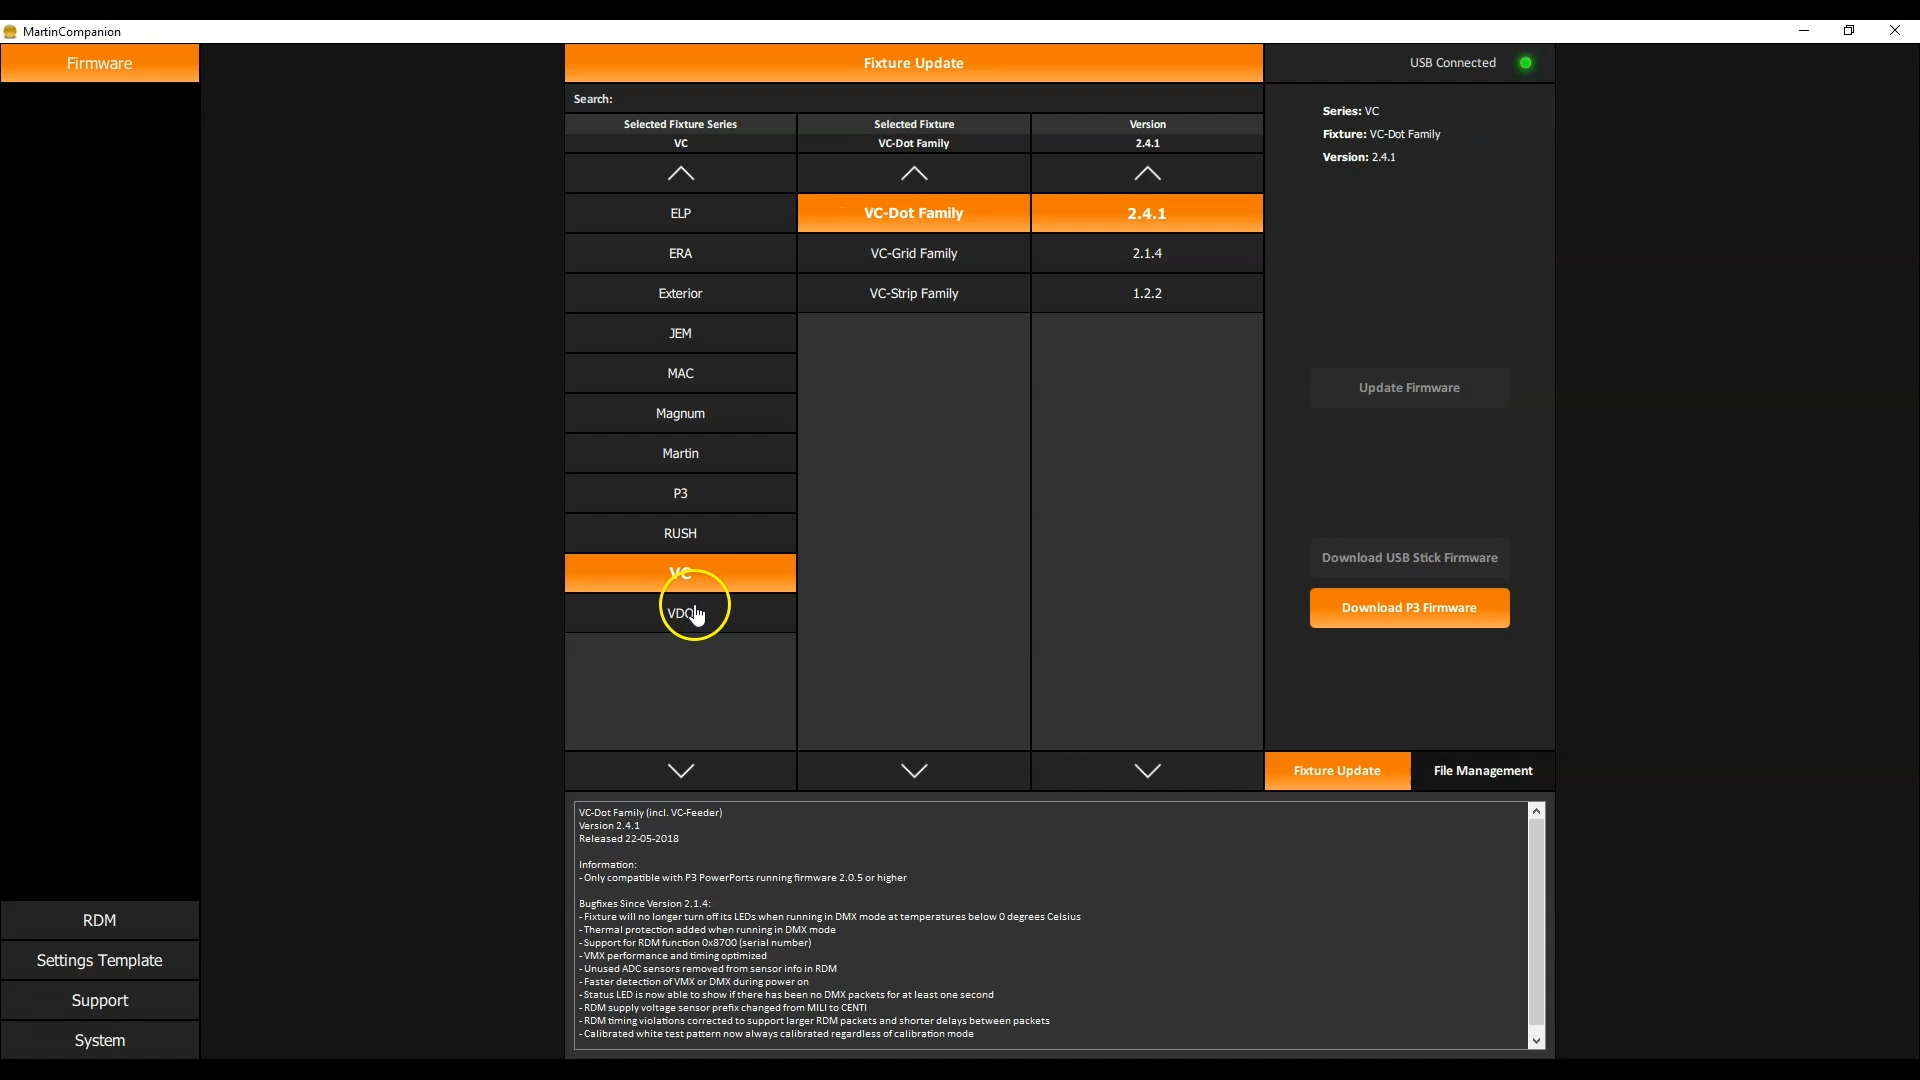 MartinCompanion
Firmware
Fixture Update
USB Connected
Search:
Selected Fixture Series
Selected Fixture
Version
VC
VC-Dot Family
2.4.1
ELP
VC-Dot Family
2.4.1
ERA
VC-Grid Family
2.1.4
Exterior
VC-Strip Family
1.2.2
JEM
MAC
Magnum
Martin
P3
RUSH
VC
VDO
Series: VC
Fixture: VC-Dot Family
Version: 2.4.1
Update Firmware
Download USB Stick Firmware
Download P3 Firmware
Fixture Update
File Management
VC-Dot Family (incl. VC-Feeder)
Version 2.4.1
Released 22-05-2018
Information:
- Only compatible with P3 PowerPorts running firmware 2.0.5 or higher
Bugfixes Since Version 2.1.4:
- Fixture will no longer turn off its LEDs when running in DMX mode at temperatures below 0 degrees Celsius
- Thermal protection added when running in DMX mode
- Support for RDM function 0x8700 (serial number)
- VMX performance and timing optimized
- Unused ADC sensors removed from sensor info in RDM
- Faster detection of VMX or DMX during power on
- Status LED is now able to show if there has been no DMX packets for at least one second
- RDM supply voltage sensor prefix changed from MILI to CENTI
- RDM timing violations corrected to support larger RDM packets and shorter delays between packets
- Calibrated white test pattern now always calibrated regardless of calibration mode
RDM
Settings Template
Support
System